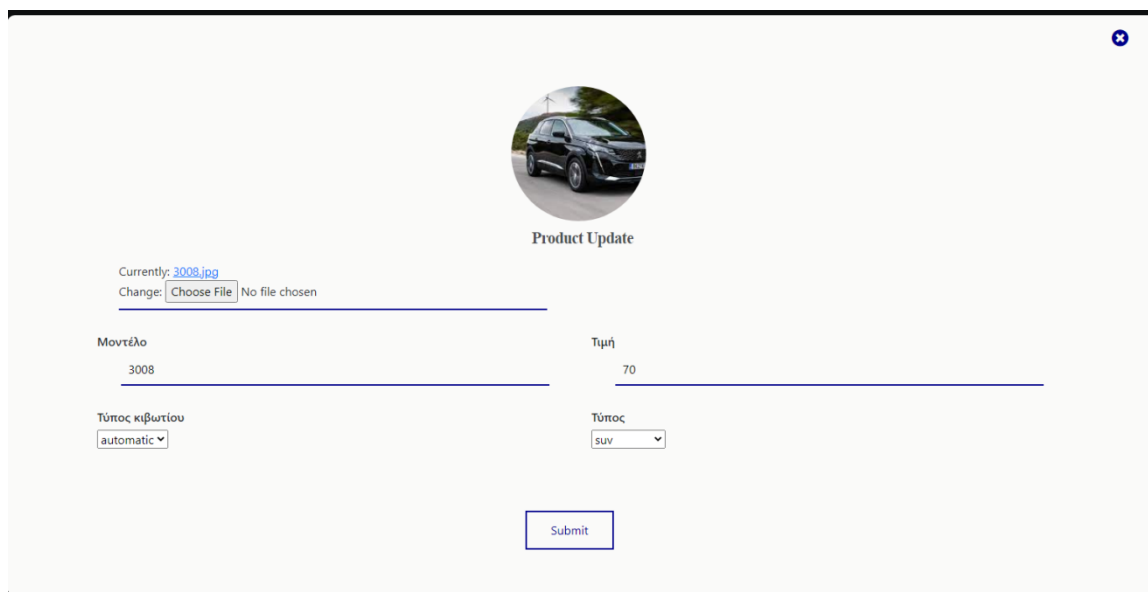 Product Update
Currently: 3008.jpg
Change: Choose File No file chosen
Μοντέλο
Τιμή
3008
70
Τύπος κιβωτίου
Τύπος
automatic
suv
Submit